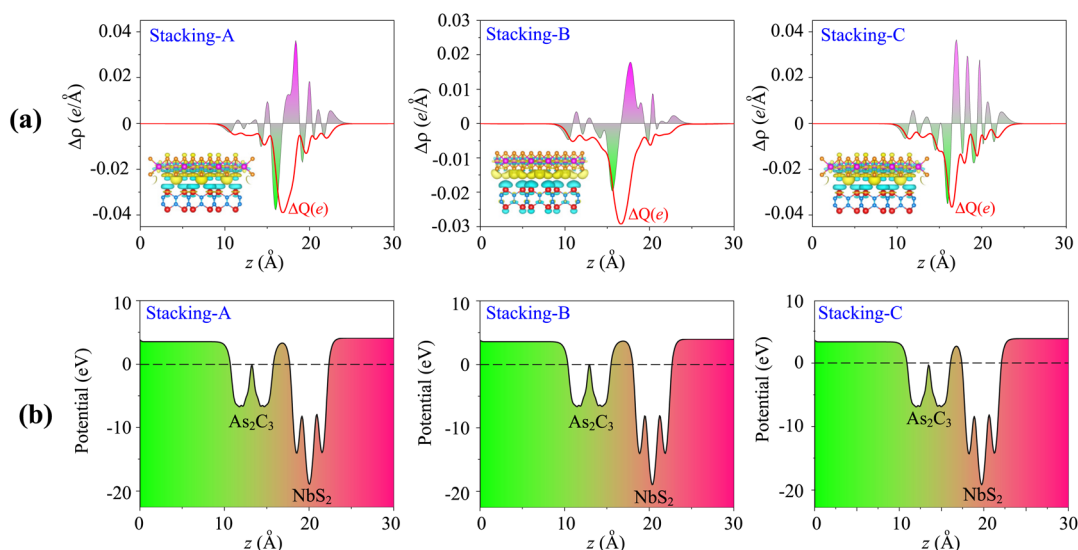 (a)
Stacking-A
Δρ (e/Å)
0.04
0.02
0
-0.02
-0.04
ΔQ(e)
0 10 20 30
z (Å)
Stacking-B
Δρ (e/Å)
0.03
0.02
0.01
0
-0.01
-0.02
-0.03
ΔQ(e)
0 10 20 30
z (Å)
Stacking-C
Δρ (e/Å)
0.04
0.02
0
-0.02
-0.04
ΔQ(e)
0 10 20 30
z (Å)
(b)
Stacking-A
Potential (eV)
10
0
-10
-20
As₂C₃
NbS₂
0 10 20 30
z (Å)
Stacking-B
Potential (eV)
10
0
-10
-20
As₂C₃
NbS₂
0 10 20 30
z (Å)
Stacking-C
Potential (eV)
10
0
-10
-20
As₂C₃
NbS₂
0 10 20 30
z (Å)